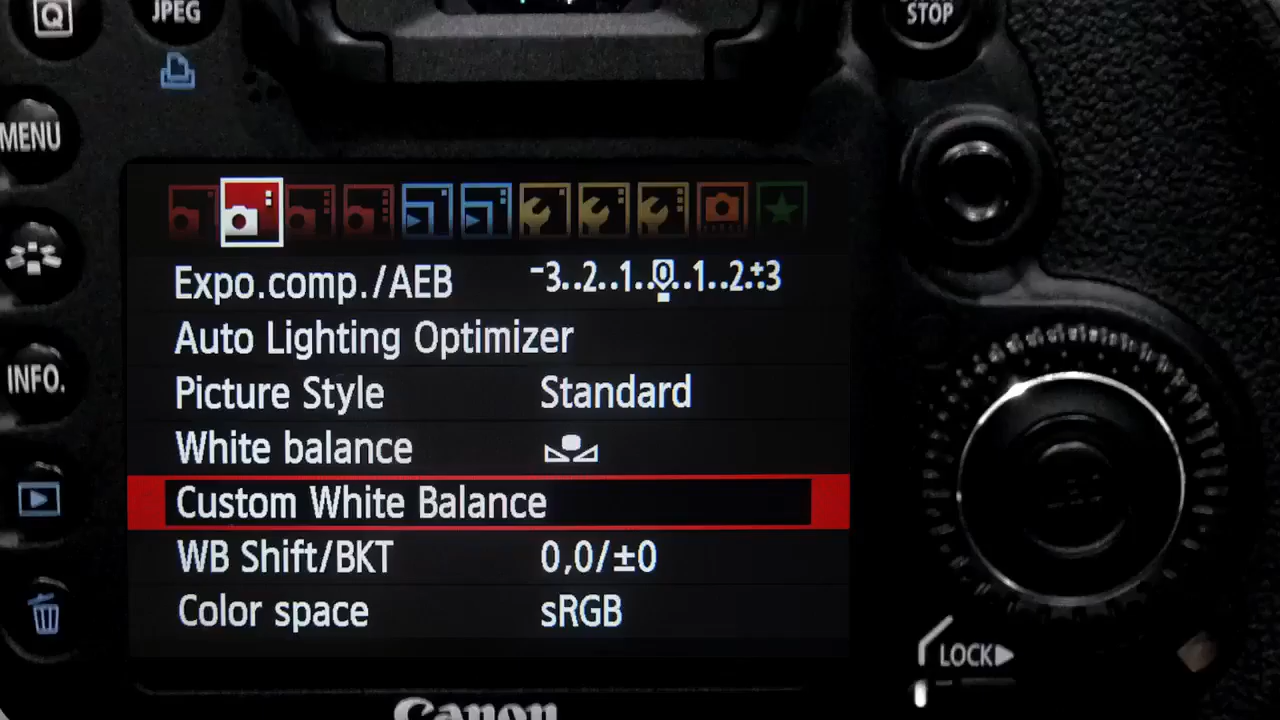 Q
JPEG
STOP
MENU
Expo.comp./AEB -3..2..1..0..1..2..+3
Auto Lighting Optimizer
INFO.
Picture Style Standard
White balance
Custom White Balance
WB Shift/BKT 0,0/±0
Color space sRGB
LOCK▶
Canon